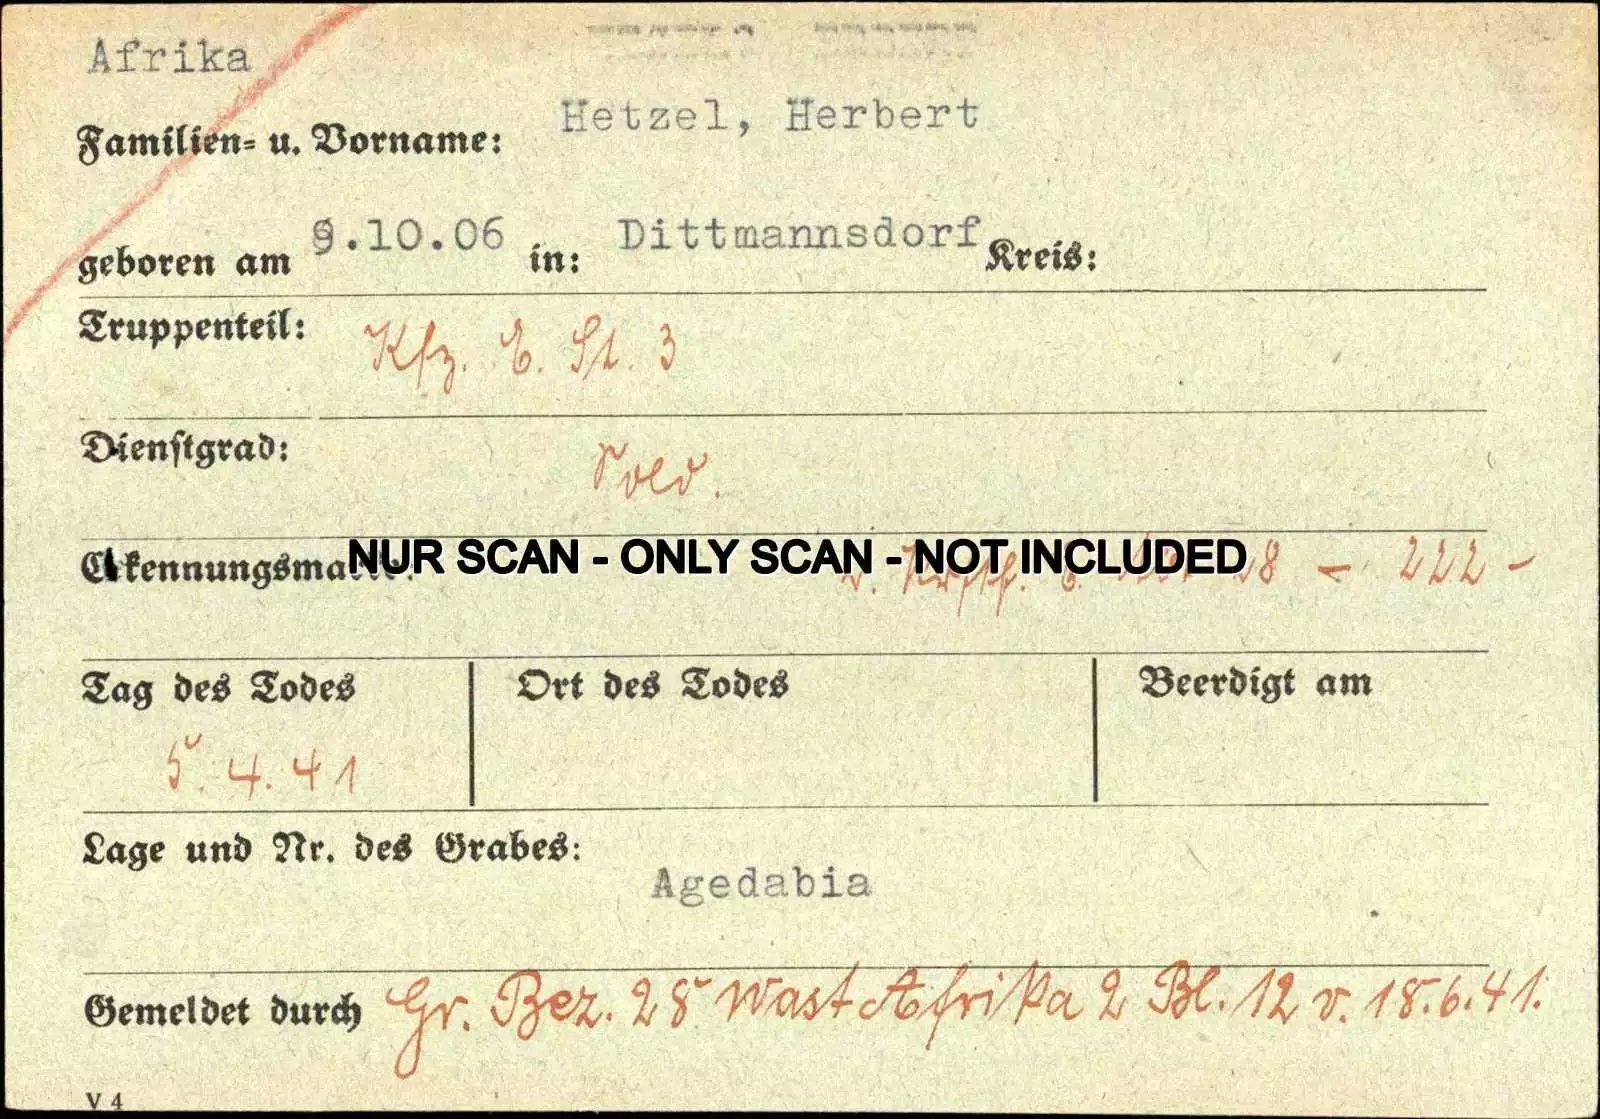 Afrika
Familien- u. Vorname: Hetzel, Herbert
geboren am 9.10.06 in: Dittmannsdorf Kreis:
Truppenteil: Kfz. E. St. 3
Dienstgrad: Sold.
Erkennungsmarke:
NUR SCAN - ONLY SCAN - NOT INCLUDED
28 - 222 -
Tag des Todes Ort des Todes Beerdigt am
5.4.41
Lage und Nr. des Grabes:
Agedabia
Gemeldet durch Gr. Bez. 28 Wast Afrika 2 Bl. 12 v. 18.6.41.
V 4